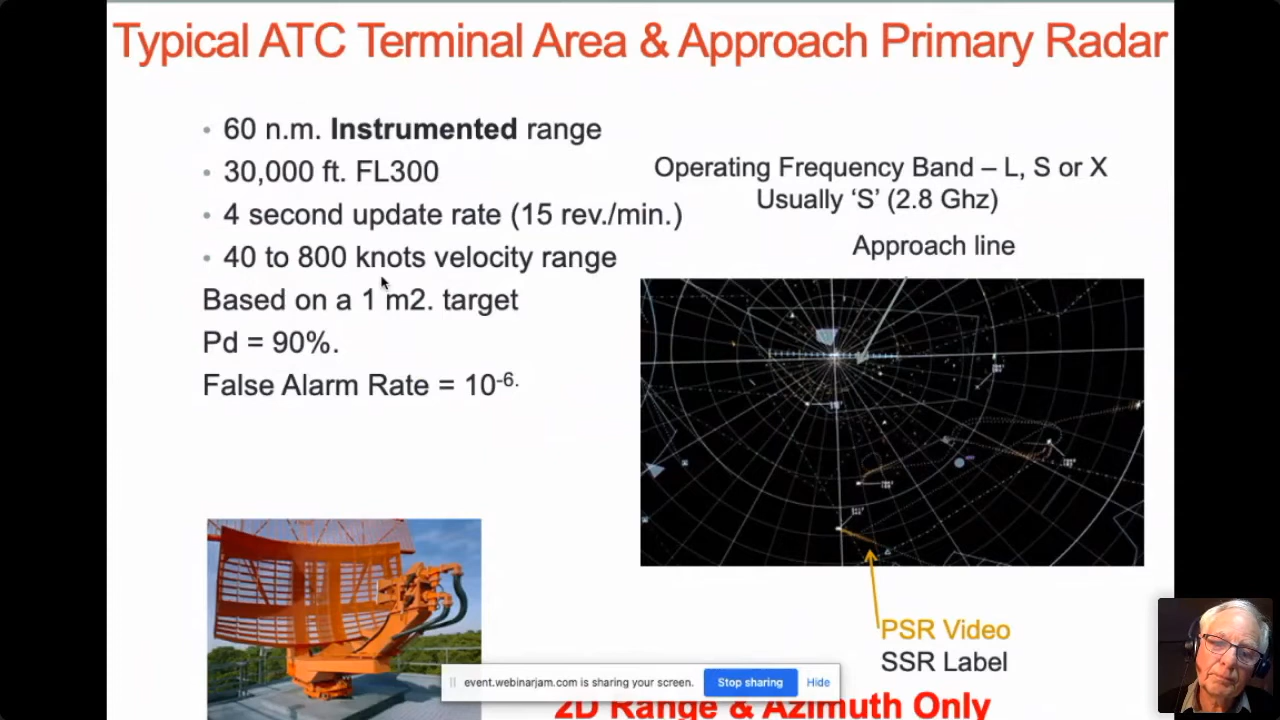 Typical ATC Terminal Area & Approach Primary Radar
• 60 n.m. Instrumented range
• 30,000 ft. FL300
• 4 second update rate (15 rev./min.)
• 40 to 800 knots velocity range
Based on a 1 m2. target
Pd = 90%.
False Alarm Rate = 10-6.
Operating Frequency Band – L, S or X
Usually ‘S’ (2.8 Ghz)
Approach line
PSR Video
SSR Label
event.webinarjam.com is sharing your screen.
Stop sharing
Hide
2D Range & Azimuth Only